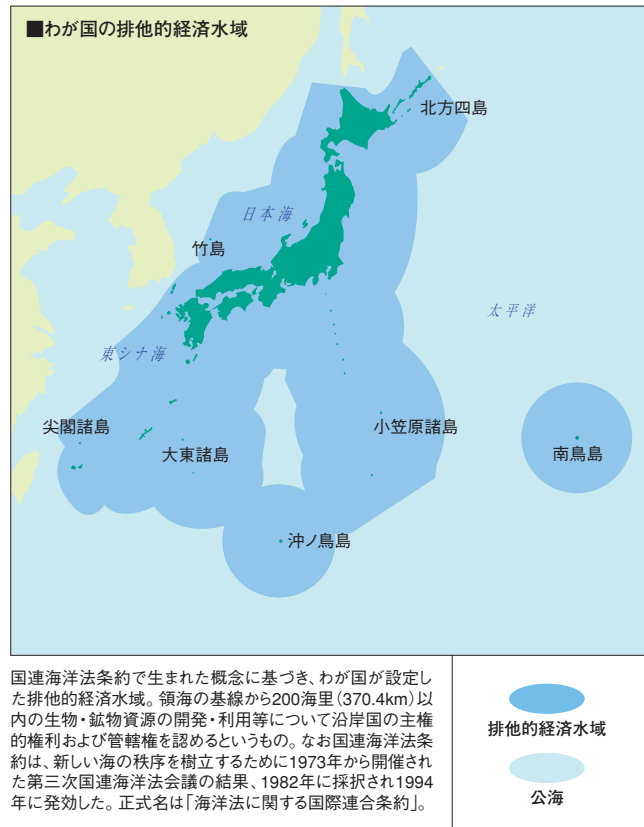 ■わが国の排他的経済水域
北方四島
日本海
竹島
太平洋
東シナ海
尖閣諸島
小笠原諸島
大東諸島
南鳥島
沖ノ鳥島
国連海洋法条約で生まれた概念に基づき、わが国が設定し
た排他的経済水域。領海の基線から200海里(370.4km)以
内の生物・鉱物資源の開発・利用等について沿岸国の主権
的権利および管轄権を認めるというもの。なお国連海洋法条
約は、新しい海の秩序を樹立するために1973年から開催され
た第三次国連海洋法会議の結果、1982年に採択され1994
年に発効した。正式名は「海洋法に関する国際連合条約」。
排他的経済水域
公海